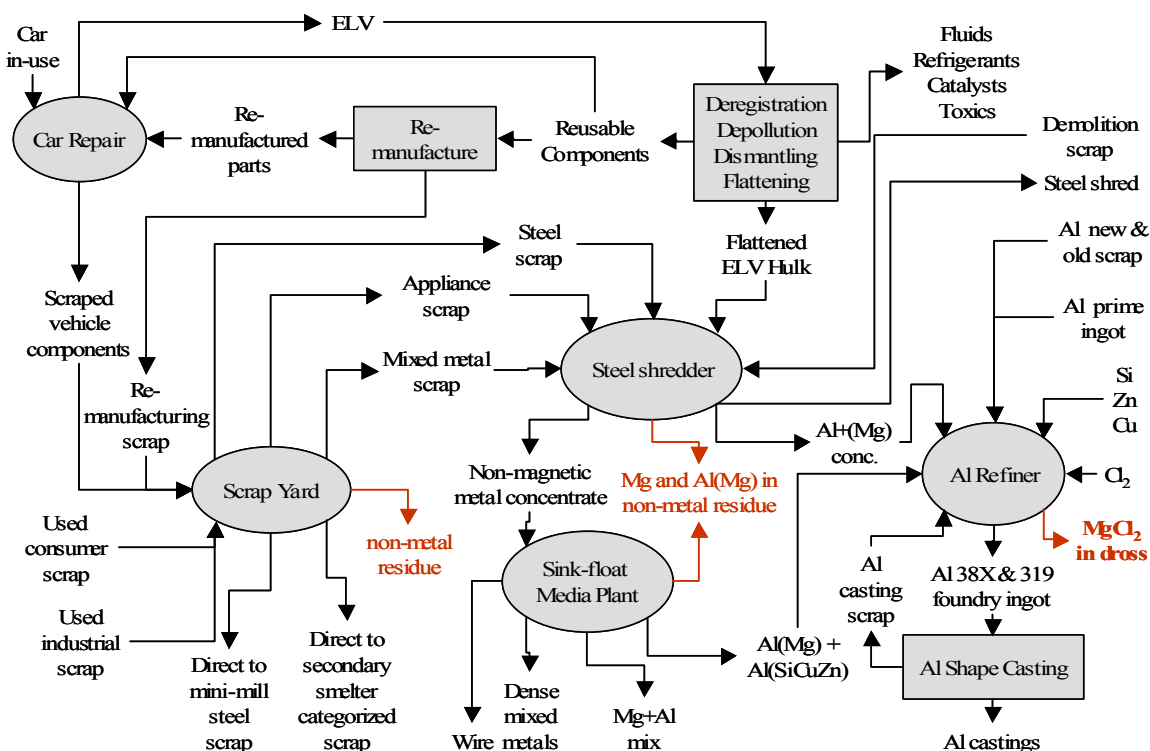 Car
in-use
ELV
Fluids
Refrigerants
Catalysts
Toxics
Car Repair
Re-
manufactured
parts
Re-
manufacture
Reusable
Components
Deregistration
Depollution
Dismantling
Flattening
Demolition
scrap
Steel shred
Steel
scrap
Flattened
ELV Hulk
Al new &
old scrap
Scraped
vehicle
components
Appliance
scrap
Al prime
ingot
Mixed metal
scrap
Steel shredder
Si
Zn
Cu
Re-
manufacturing
scrap
Al+(Mg)
conc.
Non-magnetic
metal concentrate
Mg and Al(Mg) in
non-metal residue
Al Refiner
Cl2
Scrap Yard
Used
consumer
scrap
non-metal
residue
Sink-float
Media Plant
Al
casting
scrap
MgCl2
in dross
Al 38X & 319
foundry ingot
Used
industrial
scrap
Direct to
mini-mill
steel
scrap
Direct to
secondary
smelter
categorized
scrap
Al(Mg) +
Al(SiCuZn)
Al Shape Casting
Wire
Dense
mixed
metals
Mg+Al
mix
Al castings